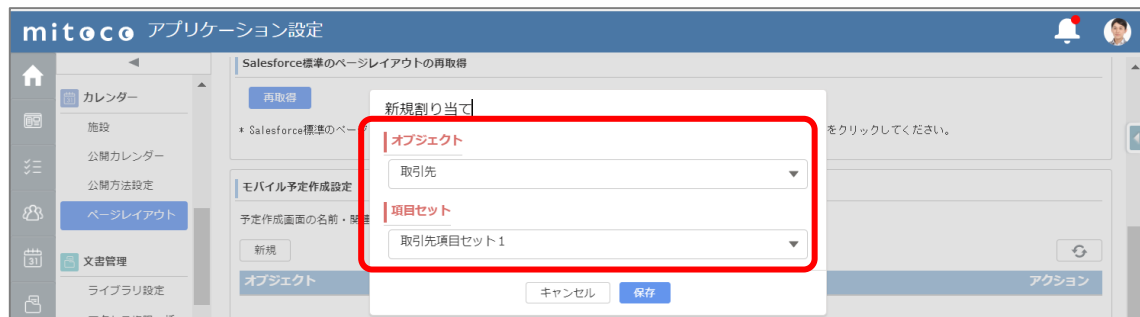 mitoco アプリケーション設定
カレンダー
施設
公開カレンダー
公開方法設定
ページレイアウト
文書管理
ライブラリ設定
Salesforce標準のページレイアウトの再取得
再取得
* Salesforce標準のページ
をクリックしてください。
モバイル予定作成設定
予定作成画面の名前・関連
新規
オブジェクト
アクション
新規割り当て
オブジェクト
取引先
項目セット
取引先項目セット1
キャンセル
保存
31